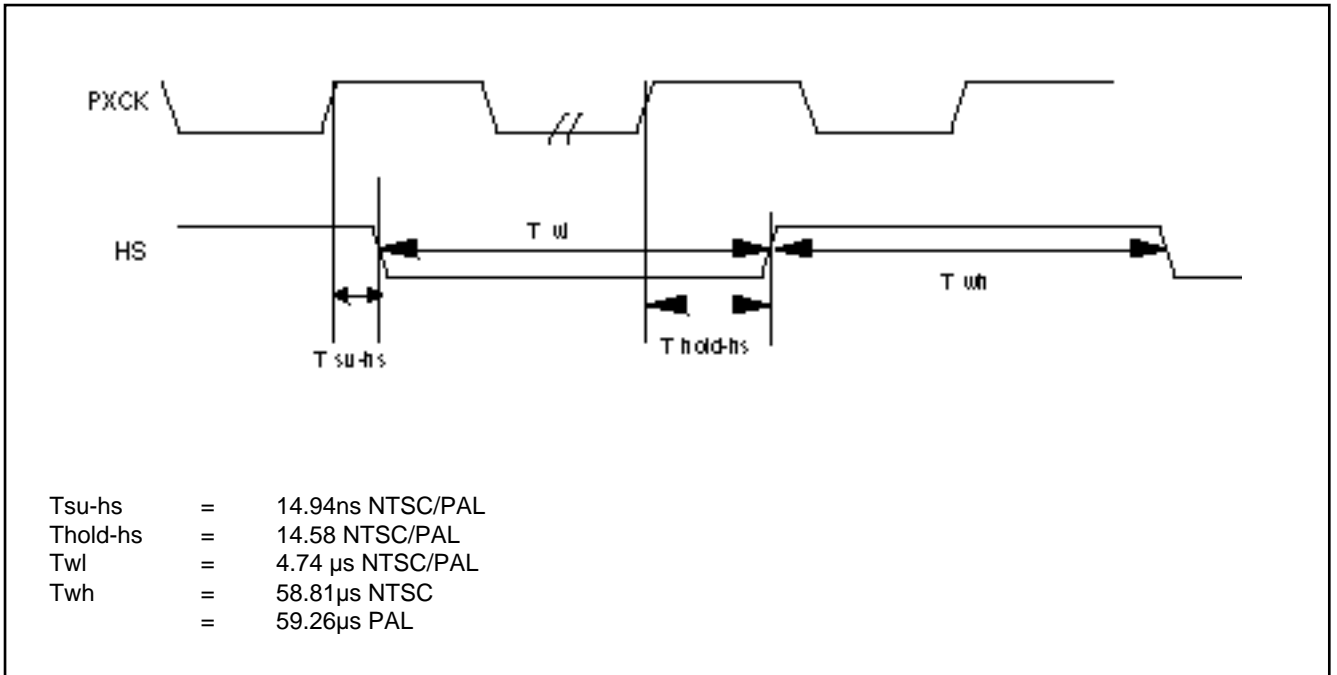 PXCK
HS
T wl
T wh
T su-hs
T hold-hs
Tsu-hs = 14.94ns NTSC/PAL
Thold-hs = 14.58 NTSC/PAL
Twl = 4.74 µs NTSC/PAL
Twh = 58.81µs NTSC
= 59.26µs PAL